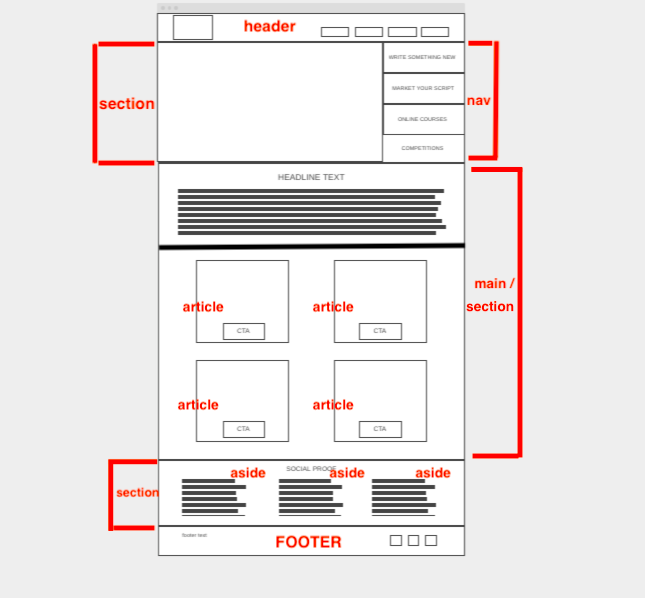 header
WRITE SOMETHING NEW
MARKET YOUR SCRIPT
section
nav
ONLINE COURSES
COMPETITIONS
HEADLINE TEXT
main /
section
article
article
CTA
CTA
article
article
CTA
CTA
SOCIAL PROOF
aside
aside
aside
section
footer text
FOOTER